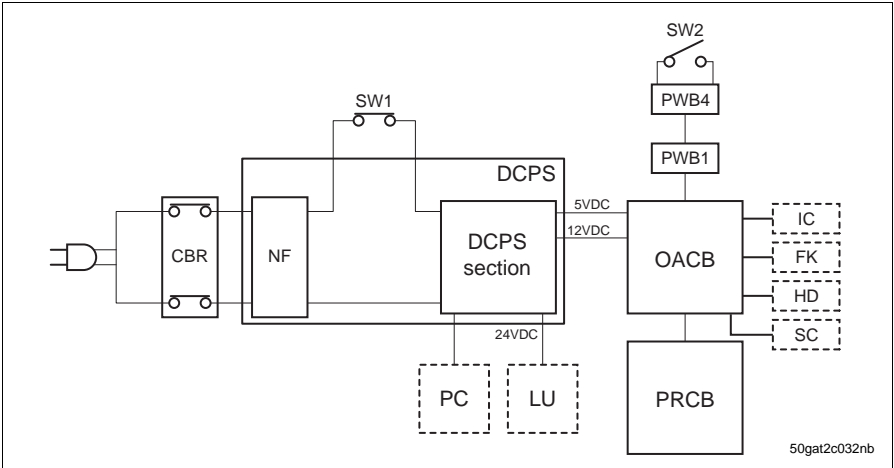 SW2
PWB4
SW1
PWB1
DCPS
5VDC
IC
12VDC
CBR
NF
DCPS
section
OACB
FK
HD
24VDC
SC
PC
LU
PRCB
50gat2c032nb